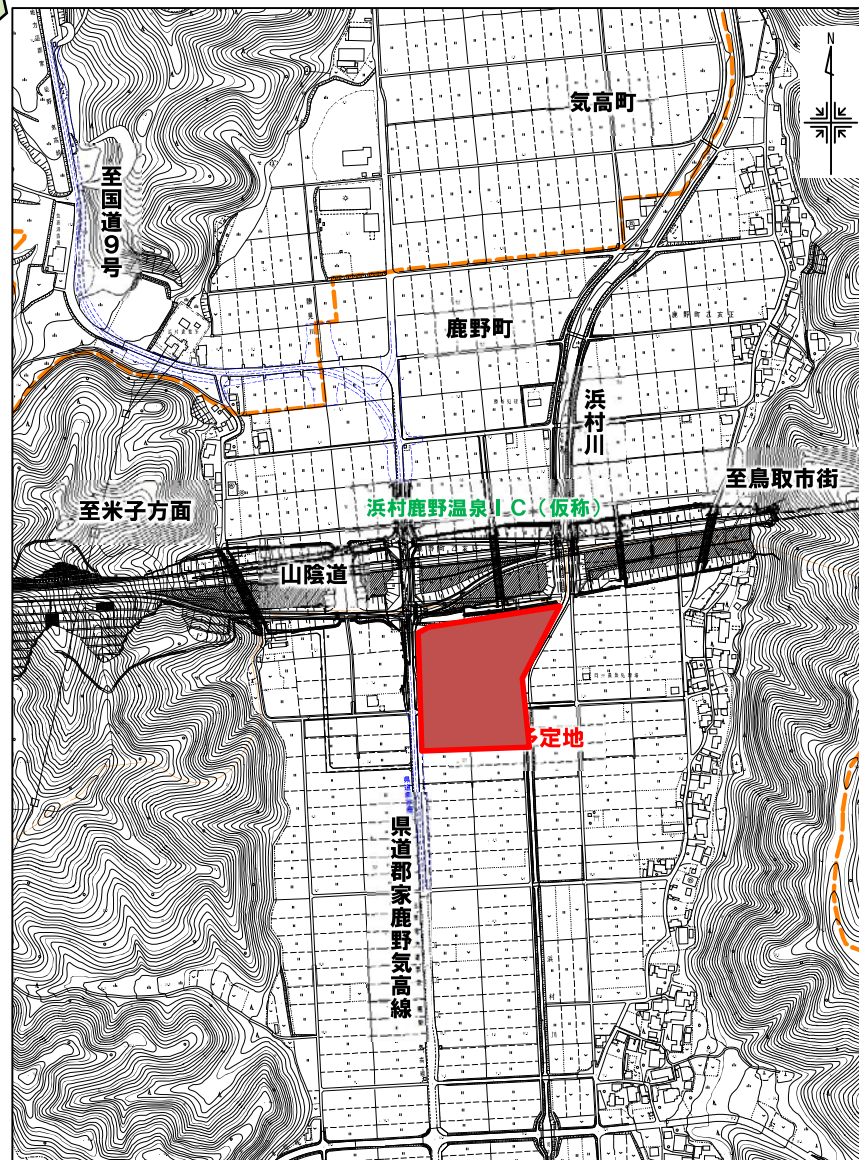 N
気高町
至国道9号
鹿野町
浜村川
至鳥取市街
至米子方面
浜村鹿野温泉IC(仮称)
山陰道
予定地
県道郡家鹿野気高線